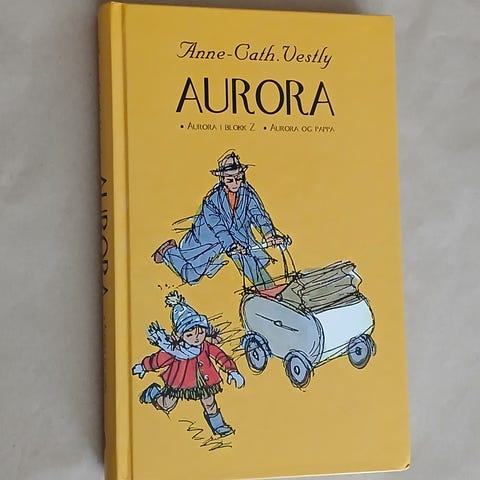 Anne-Cath. Vestly
AURORA
• AURORA I BLOKK Z • AURORA OG PAPPA
AURORA